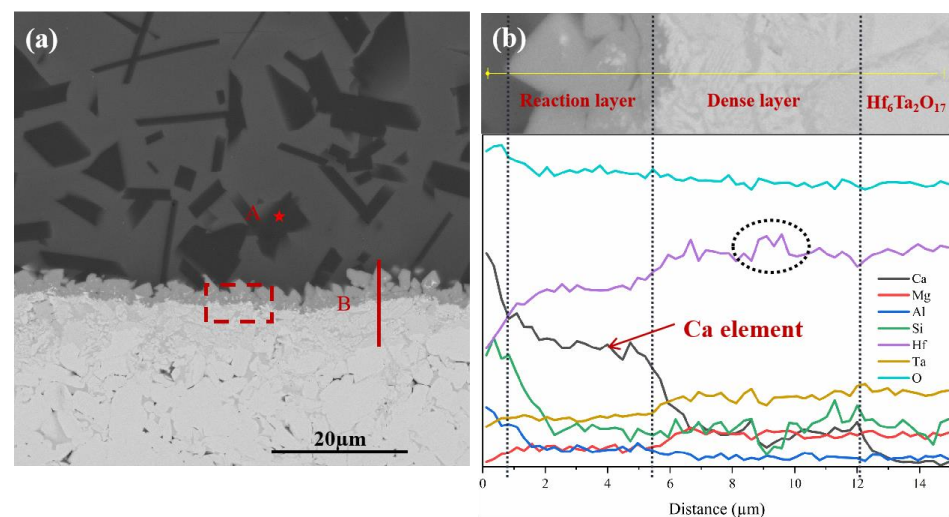 (a)
A
B
20µm
(b)
Reaction layer
Dense layer
Hf₆Ta₂O₁₇
Ca element
Ca
Mg
Al
Si
Hf
Ta
O
0 2 4 6 8 10 12 14
Distance (µm)